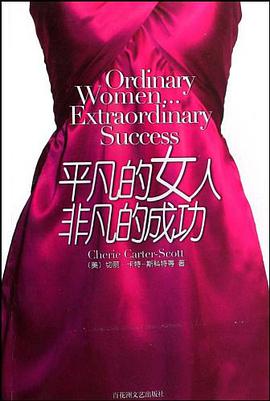 Ordinary
Women...
Extraordinary
Success
平凡的女人
非凡的成功
Chérie Carter-Scott
(美) 切丽·卡特-斯科特等 著
百花洲文艺出版社